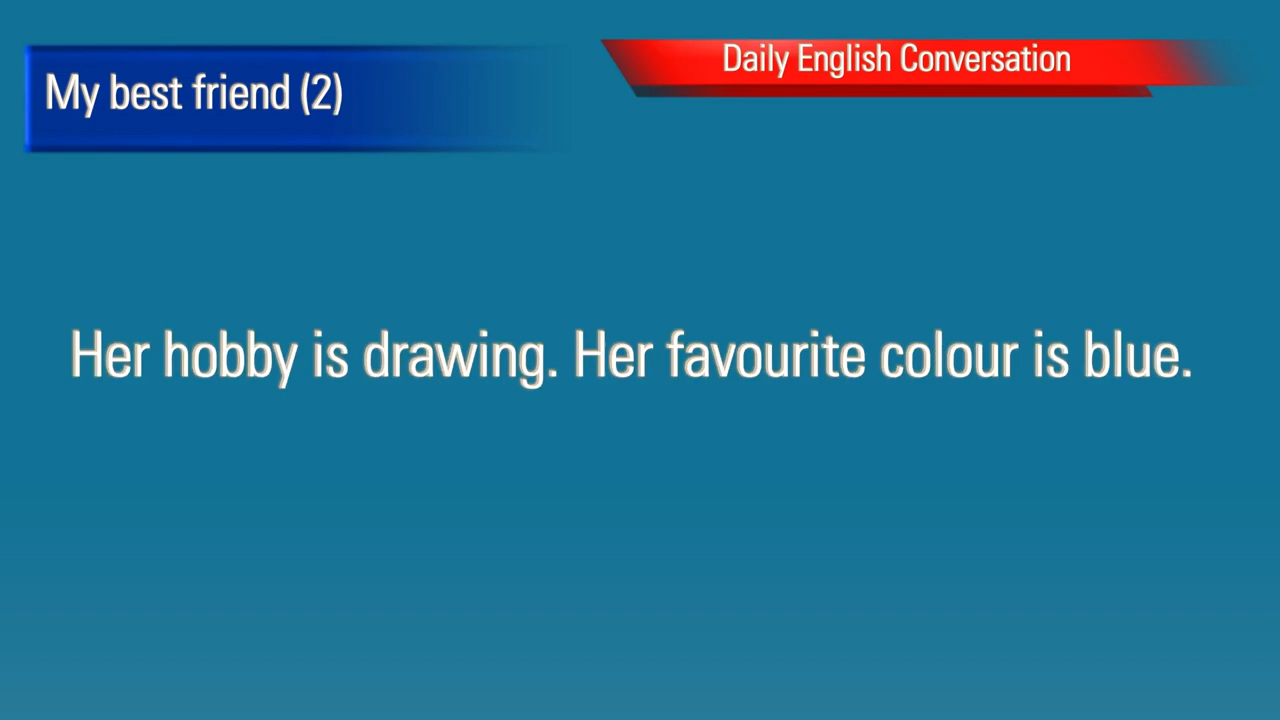 My best friend (2)
Daily English Conversation
Her hobby is drawing. Her favourite colour is blue.